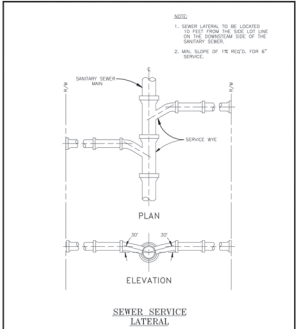 NOTE:
1. SEWER LATERAL TO BE LOCATED
10 FEET FROM THE SIDE LOT LINE
ON THE DOWNSTEAM SIDE OF THE
SANITARY SEWER.
2. MIN. SLOPE OF 1% REQ'D. FOR 6"
SERVICE.
R/W
R/W
SANITARY SEWER
MAIN
SERVICE WYE
PLAN
30°
30°
ELEVATION
SEWER SERVICE
LATERAL